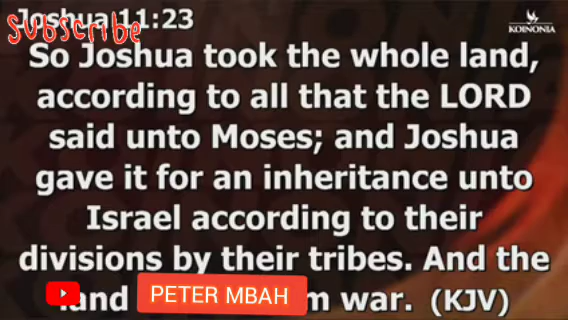 Joshua 11:23
subscribe
KOINONIA
So Joshua took the whole land,
according to all that the LORD
said unto Moses; and Joshua
gave it for an inheritance unto
Israel according to their
divisions by their tribes. And the
land war. (KJV)
PETER MBAH